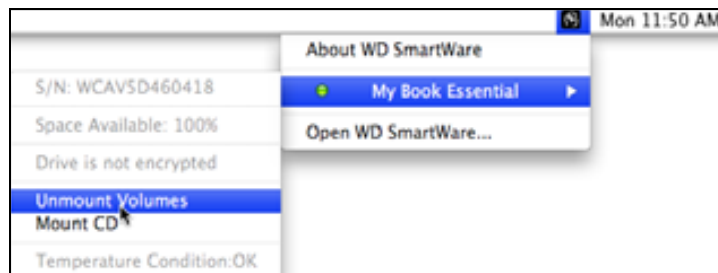 Mon 11:50 AM
About WD SmartWare
My Book Essential
Open WD SmartWare...
S/N: WCAVSD460418
Space Available: 100%
Drive is not encrypted
Unmount Volumes
Mount CD
Temperature Condition:OK